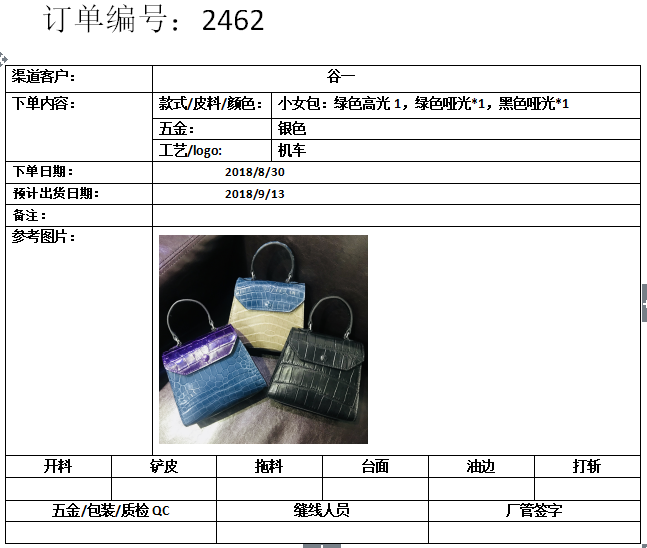 订单编号：2462
渠道客户： 谷一
下单内容： 款式/皮料/颜色： 小女包：绿色高光 1，绿色哑光*1，黑色哑光*1
五金： 银色
工艺/logo: 机车
下单日期： 2018/8/30
预计出货日期： 2018/9/13
备注：
参考图片：
开料 铲皮 拖料 台面 油边 打斩
五金/包装/质检 QC 缝线人员 厂管签字